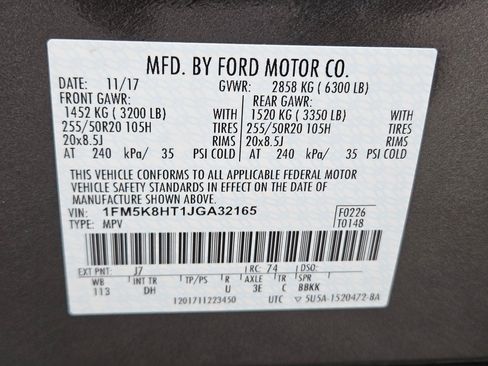 MFD. BY FORD MOTOR CO.
DATE: 11/17 GVWR: 2858 KG ( 6300 LB)
FRONT GAWR: REAR GAWR:
1452 KG ( 3200 LB) WITH 1520 KG ( 3350 LB) WITH
255/50R20 105H TIRES 255/50R20 105H TIRES
20x8.5J RIMS 20x8.5J RIMS
AT 240 kPa/ 35 PSI COLD AT 240 kPa/ 35 PSI COLD
THIS VEHICLE CONFORMS TO ALL APPLICABLE FEDERAL MOTOR
VEHICLE SAFETY STANDARDS IN EFFECT ON THE DATE OF
MANUFACTURE SHOWN ABOVE.
VIN: 1FM5K8HT1JGA32165 F0226
TYPE: MPV T0148
EXT PNT: J7 RC: 74 DSO:
WB INT TR TP/PS R AXLE TR SPR
113 DH U 3E C BBKK
1201711223450 UTC ▽5U5A-1520472-BA